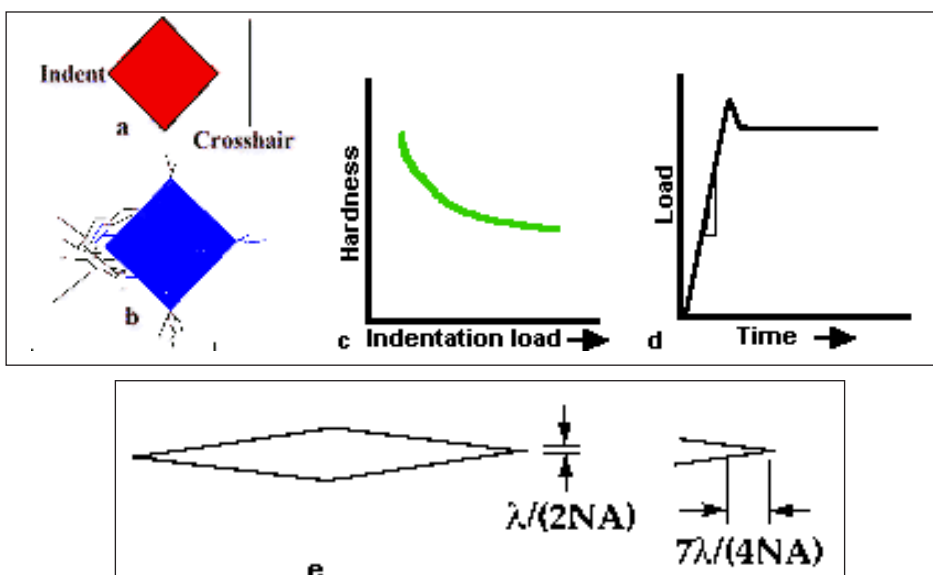 Indent
a
Crosshair
b
Hardness
c Indentation load
Load
d Time
λ/(2NA)
7λ/(4NA)
e